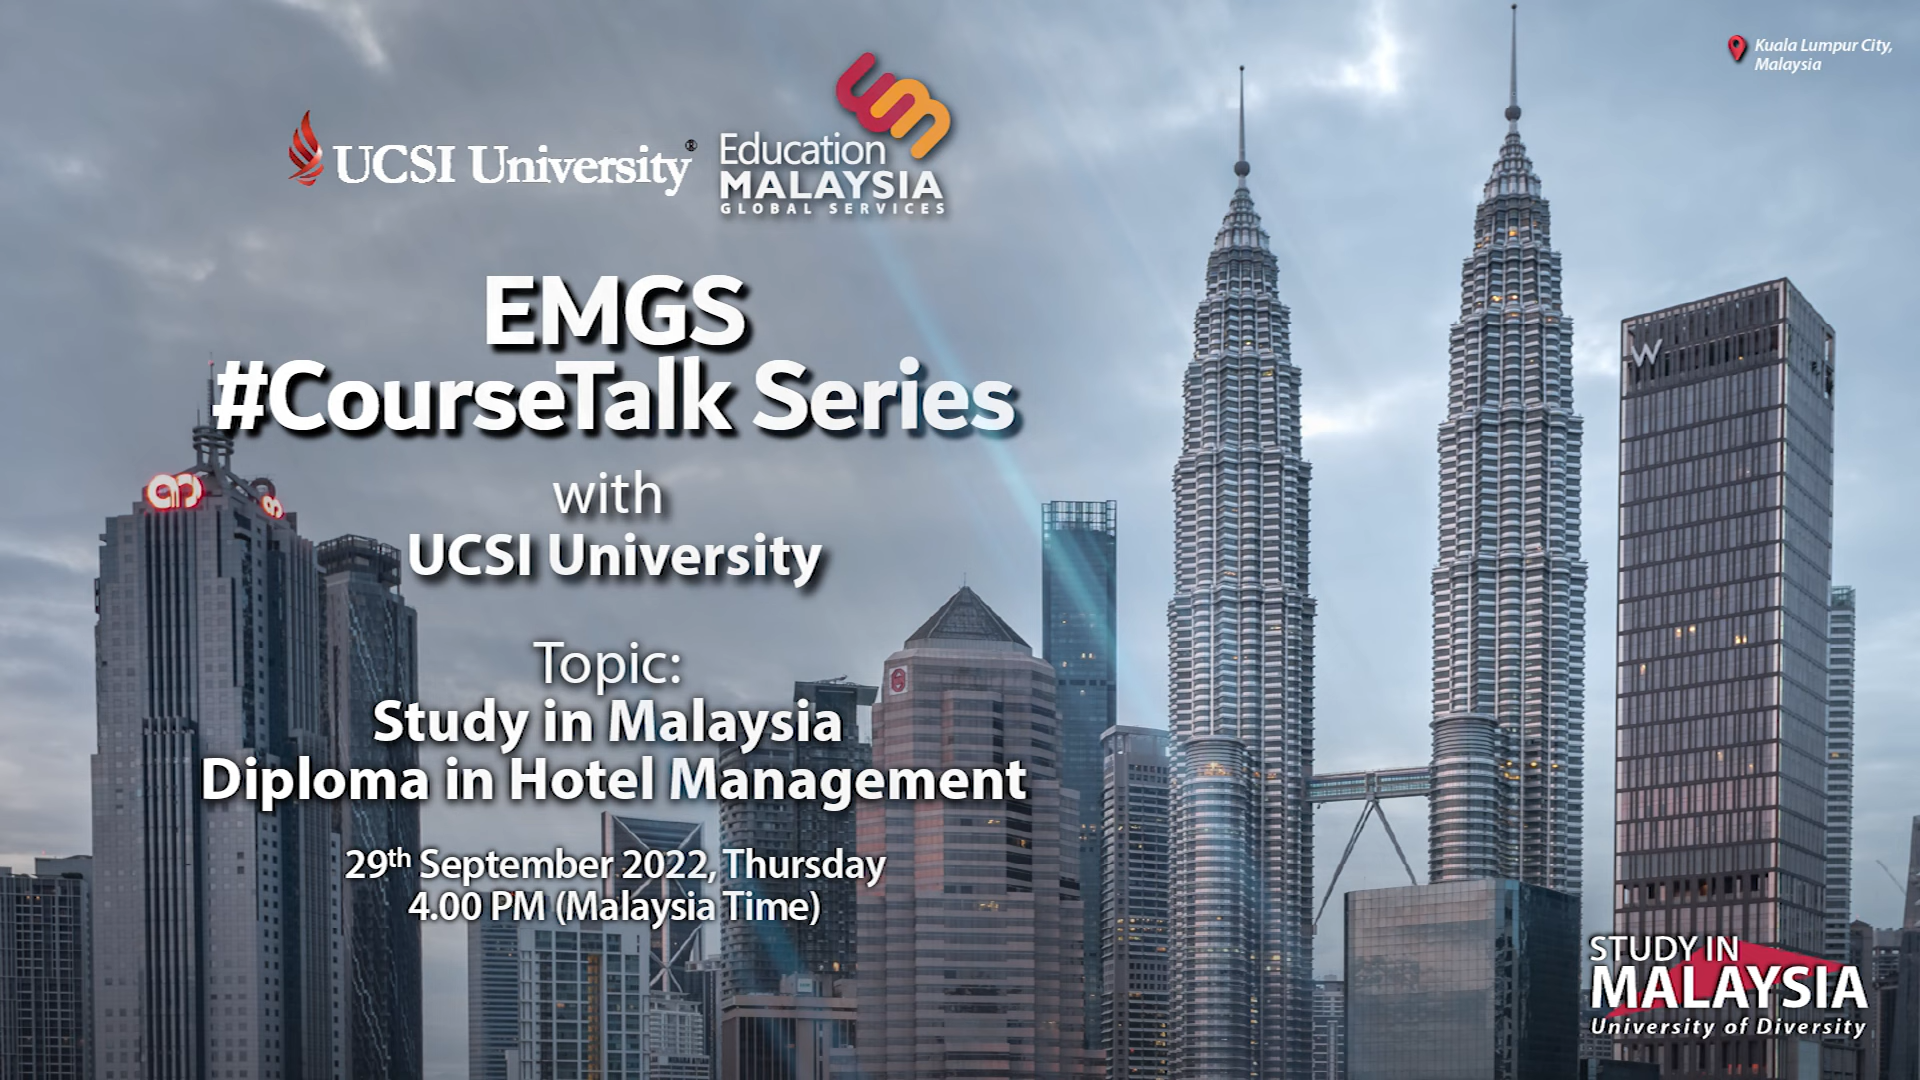 Kuala Lumpur City,
Malaysia
UCSI University®
Education
MALAYSIA
GLOBAL SERVICES
EMGS
#CourseTalk Series
with
UCSI University
Topic:
Study in Malaysia
Diploma in Hotel Management
29th September 2022, Thursday
4.00 PM (Malaysia Time)
W
STUDY IN
MALAYSIA
University of Diversity